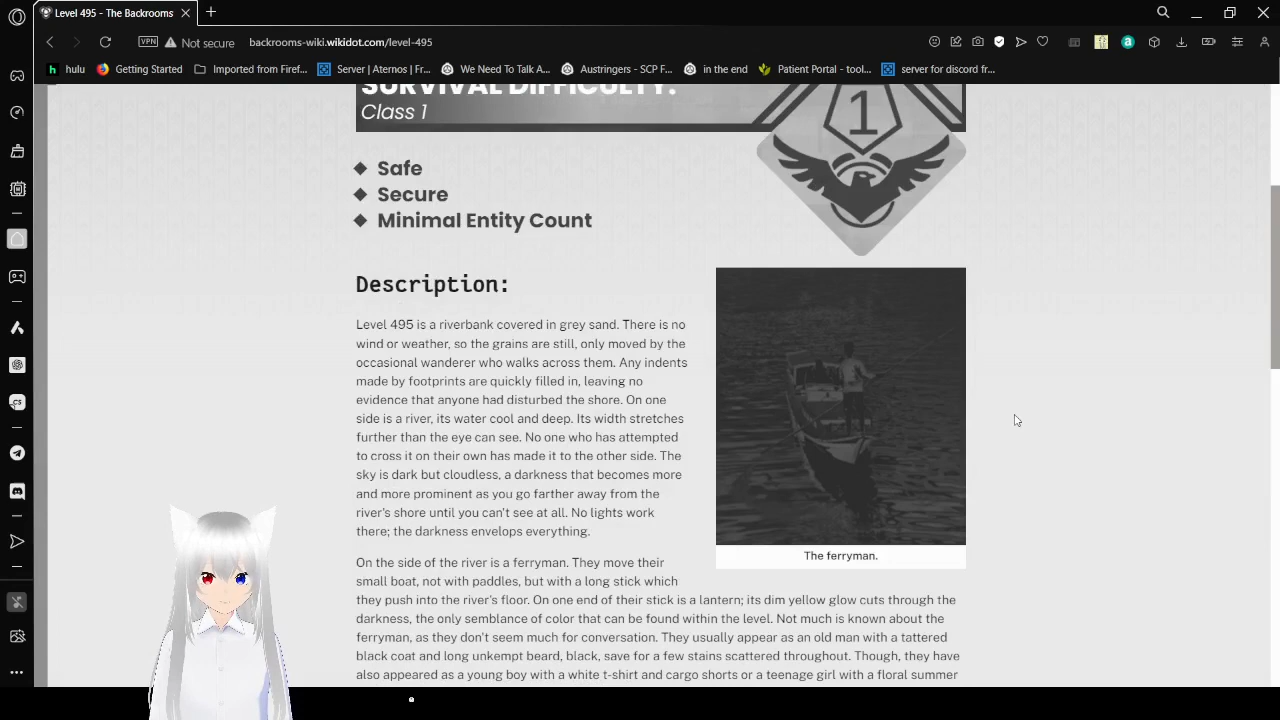 Level 495 - The Backrooms
VPN
Not secure
backrooms-wiki.wikidot.com/level-495
hulu
Getting Started
Imported from Firef...
Server | Aternos | Fr...
We Need To Talk A...
Austringers - SCP F...
in the end
Patient Portal - tool...
server for discord fr...
SURVIVAL DIFFICULTY:
Class 1
1
Safe
Secure
Minimal Entity Count
Description:
Level 495 is a riverbank covered in grey sand. There is no
wind or weather, so the grains are still, only moved by the
occasional wanderer who walks across them. Any indents
made by footprints are quickly filled in, leaving no
evidence that anyone had disturbed the shore. On one
side is a river, its water cool and deep. Its width stretches
further than the eye can see. No one who has attempted
to cross it on their own has made it to the other side. The
sky is dark but cloudless, a darkness that becomes more
and more prominent as you go farther away from the
river's shore until you can't see at all. No lights work
there; the darkness envelops everything.
The ferryman.
On the side of the river is a ferryman. They move their
small boat, not with paddles, but with a long stick which
they push into the river's floor. On one end of their stick is a lantern; its dim yellow glow cuts through the
darkness, the only semblance of color that can be found within the level. Not much is known about the
ferryman, as they don't seem much for conversation. They usually appear as an old man with a tattered
black coat and long unkempt beard, black, save for a few stains scattered throughout. Though, they have
also appeared as a young boy with a white t-shirt and cargo shorts or a teenage girl with a floral summer